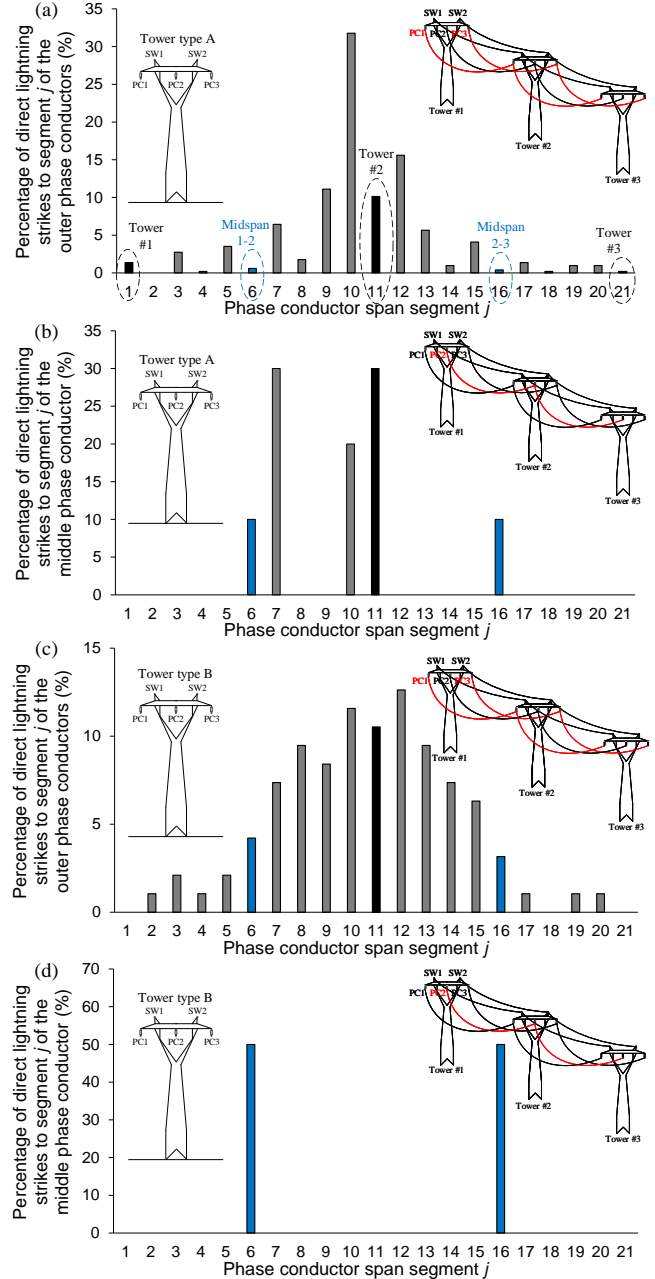 (a)
Percentage of direct lightning
strikes to segment j of the
outer phase conductors (%)
35
30
25
20
15
10
5
0
Tower type A
SW1 SW2
PC1 PC2 PC3
SW1 SW2
PC1 PC2 PC3
Tower #1
Tower #2
Tower #3
Tower
#1
Midspan
1-2
Tower
#2
Midspan
2-3
Tower
#3
1 2 3 4 5 6 7 8 9 10 11 12 13 14 15 16 17 18 19 20 21
Phase conductor span segment j
(b)
Percentage of direct lightning
strikes to segment j of the
middle phase conductor (%)
35
30
25
20
15
10
5
0
Tower type A
SW1 SW2
PC1 PC2 PC3
SW1 SW2
PC1 PC2 PC3
Tower #1
Tower #2
Tower #3
1 2 3 4 5 6 7 8 9 10 11 12 13 14 15 16 17 18 19 20 21
Phase conductor span segment j
(c)
Percentage of direct lightning
strikes to segment j of the
outer phase conductors (%)
15
10
5
0
Tower type B
SW1 SW2
PC1 PC2 PC3
SW1 SW2
PC1 PC2 PC3
Tower #1
Tower #2
Tower #3
1 2 3 4 5 6 7 8 9 10 11 12 13 14 15 16 17 18 19 20 21
Phase conductor span segment j
(d)
Percentage of direct lightning
strikes to segment j of the
middle phase conductor (%)
70
60
50
40
30
20
10
0
Tower type B
SW1 SW2
PC1 PC2 PC3
SW1 SW2
PC1 PC2 PC3
Tower #1
Tower #2
Tower #3
1 2 3 4 5 6 7 8 9 10 11 12 13 14 15 16 17 18 19 20 21
Phase conductor span segment j